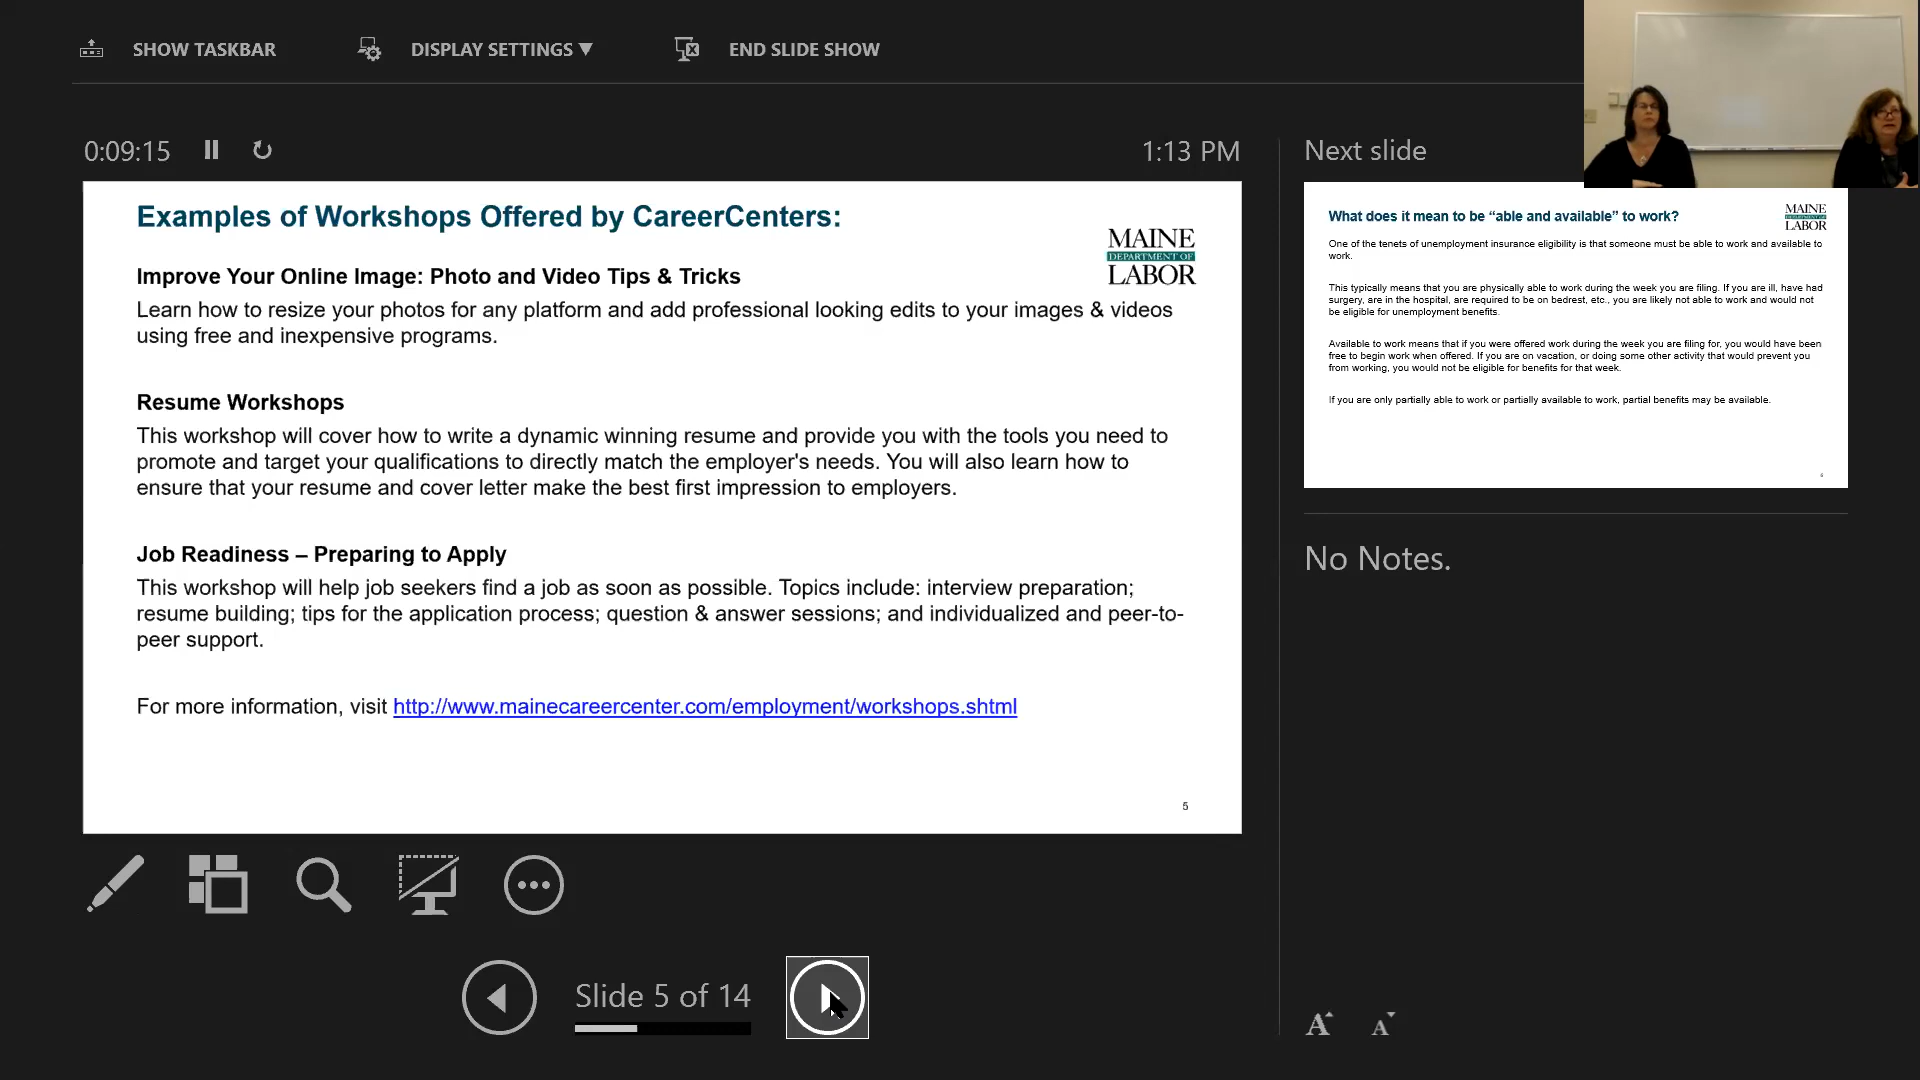 SHOW TASKBAR
DISPLAY SETTINGS ▼
END SLIDE SHOW
0:09:15
1:13 PM
Examples of Workshops Offered by CareerCenters:
MAINE
DEPARTMENT OF
LABOR
Improve Your Online Image: Photo and Video Tips & Tricks
Learn how to resize your photos for any platform and add professional looking edits to your images & videos
using free and inexpensive programs.
Resume Workshops
This workshop will cover how to write a dynamic winning resume and provide you with the tools you need to
promote and target your qualifications to directly match the employer's needs. You will also learn how to
ensure that your resume and cover letter make the best first impression to employers.
Job Readiness – Preparing to Apply
This workshop will help job seekers find a job as soon as possible. Topics include: interview preparation;
resume building; tips for the application process; question & answer sessions; and individualized and peer-to-
peer support.
For more information, visit http://www.mainecareercenter.com/employment/workshops.shtml
5
Slide 5 of 14
Next slide
What does it mean to be “able and available” to work?
MAINE
DEPARTMENT OF
LABOR
One of the tenets of unemployment insurance eligibility is that someone must be able to work and available to
work.
This typically means that you are physically able to work during the week you are filing. If you are ill, have had
surgery, are in the hospital, are required to be on bedrest, etc., you are likely not able to work and would not
be eligible for unemployment benefits.
Available to work means that if you were offered work during the week you are filing for, you would have been
free to begin work when offered. If you are on vacation, or doing some other activity that would prevent you
from working, you would not be eligible for benefits for that week.
If you are only partially able to work or partially available to work, partial benefits may be available.
6
No Notes.
A
A